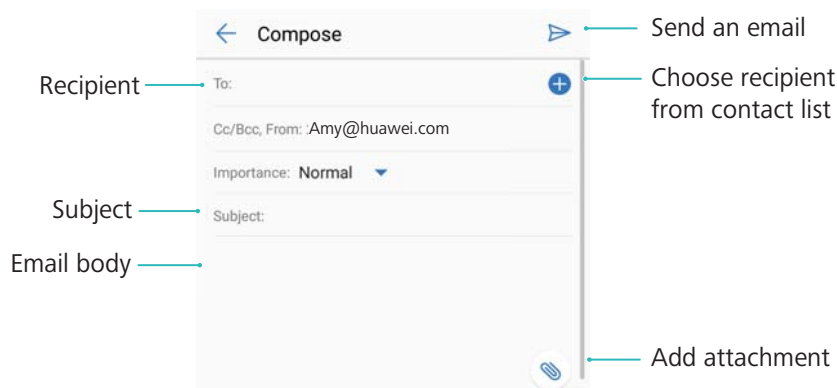 Compose
Send an email
Recipient
To:
Choose recipient
from contact list
Cc/Bcc, From: :Amy@huawei.com
Importance: Normal
Subject
Subject:
Email body
Add attachment